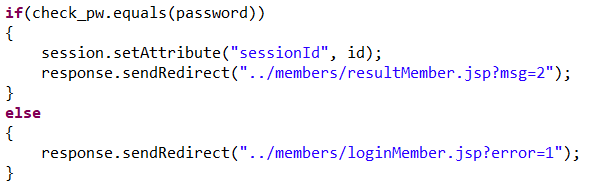 if(check_pw.equals(password))
{
    session.setAttribute("sessionId", id);
    response.sendRedirect("../members/resultMember.jsp?msg=2");
}
else
{
    response.sendRedirect("../members/loginMember.jsp?error=1");
}